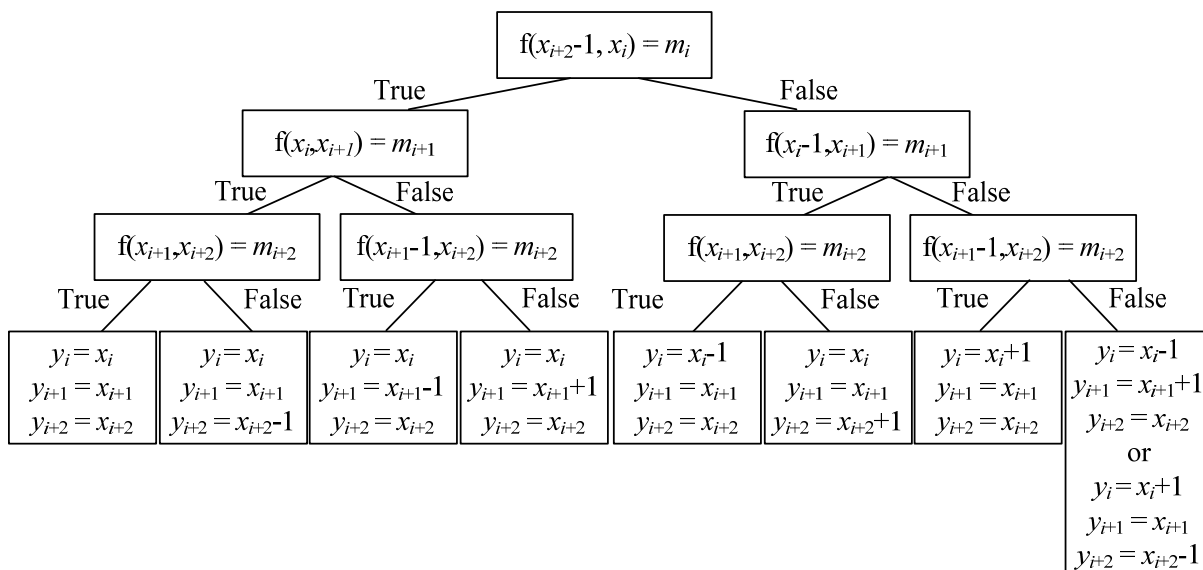 f(x_{i+2}-1, x_i) = m_i
True
False
f(x_i,x_{i+1}) = m_{i+1}
f(x_i-1,x_{i+1}) = m_{i+1}
True
False
True
False
f(x_{i+1},x_{i+2}) = m_{i+2}
f(x_{i+1}-1,x_{i+2}) = m_{i+2}
f(x_{i+1},x_{i+2}) = m_{i+2}
f(x_{i+1}-1,x_{i+2}) = m_{i+2}
True
False
True
False
True
False
True
False
y_i = x_i
y_{i+1} = x_{i+1}
y_{i+2} = x_{i+2}
y_i = x_i
y_{i+1} = x_{i+1}
y_{i+2} = x_{i+2}-1
y_i = x_i
y_{i+1} = x_{i+1}-1
y_{i+2} = x_{i+2}
y_i = x_i
y_{i+1} = x_{i+1}+1
y_{i+2} = x_{i+2}
y_i = x_i-1
y_{i+1} = x_{i+1}
y_{i+2} = x_{i+2}
y_i = x_i
y_{i+1} = x_{i+1}
y_{i+2} = x_{i+2}+1
y_i = x_i+1
y_{i+1} = x_{i+1}
y_{i+2} = x_{i+2}
y_i = x_i-1
y_{i+1} = x_{i+1}+1
y_{i+2} = x_{i+2}
or
y_i = x_i+1
y_{i+1} = x_{i+1}
y_{i+2} = x_{i+2}-1